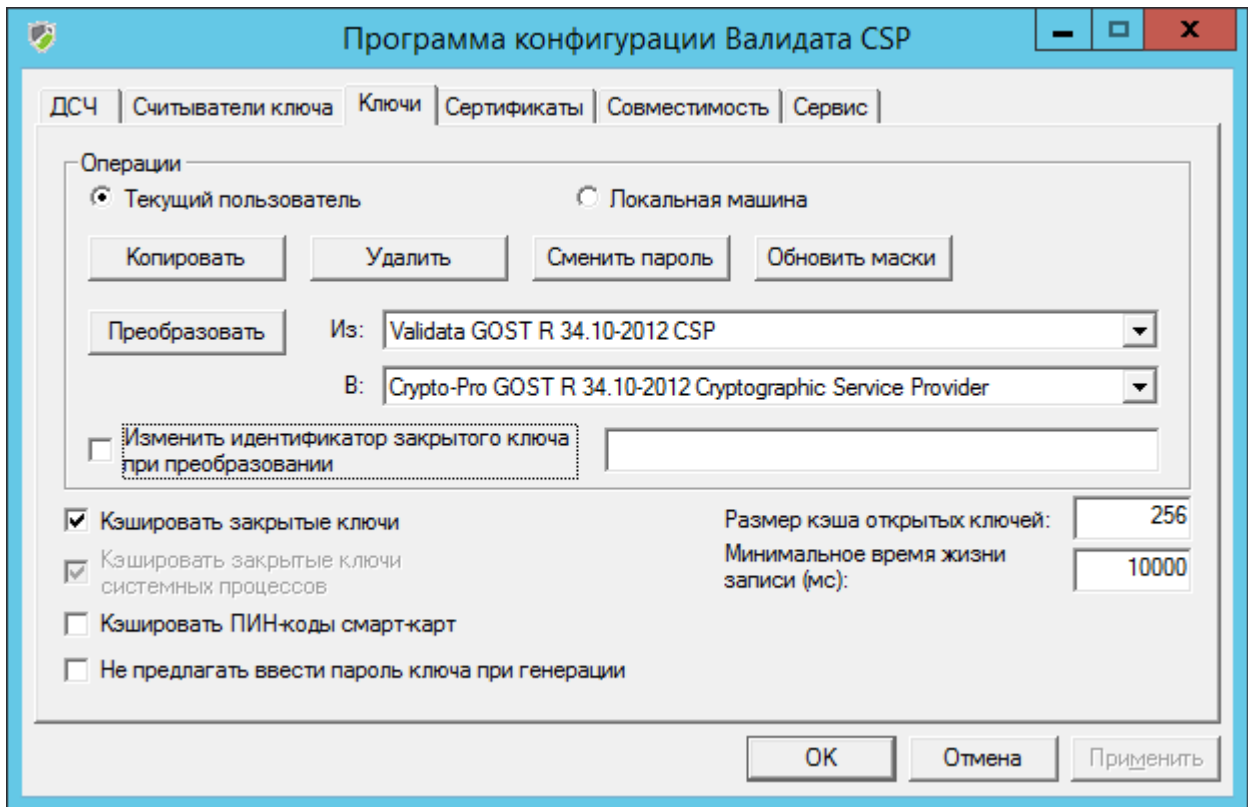 Программа конфигурации Валидата CSP
ДСЧ Считыватели ключа Ключи Сертификаты Совместимость Сервис
Операции
Текущий пользователь Локальная машина
Копировать Удалить Сменить пароль Обновить маски
Преобразовать Из: Validata GOST R 34.10-2012 CSP
В: Crypto-Pro GOST R 34.10-2012 Cryptographic Service Provider
Изменить идентификатор закрытого ключа
при преобразовании
Кэшировать закрытые ключи
Размер кэша открытых ключей: 256
Кэшировать закрытые ключи
системных процессов
Минимальное время жизни
записи (мс): 10000
Кэшировать ПИН-коды смарт-карт
Не предлагать ввести пароль ключа при генерации
OK Отмена Применить